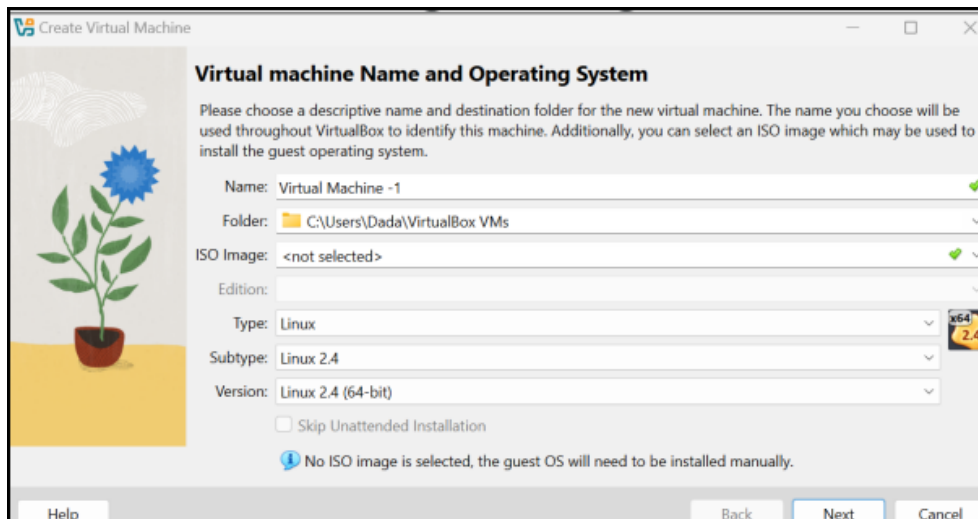 Create Virtual Machine
Virtual machine Name and Operating System
Please choose a descriptive name and destination folder for the new virtual machine. The name you choose will be
used throughout VirtualBox to identify this machine. Additionally, you can select an ISO image which may be used to
install the guest operating system.
Name: Virtual Machine -1
Folder: C:\Users\Dada\VirtualBox VMs
ISO Image: <not selected>
Edition:
Type: Linux
x64
2.4
Subtype: Linux 2.4
Version: Linux 2.4 (64-bit)
Skip Unattended Installation
No ISO image is selected, the guest OS will need to be installed manually.
Help Back Next Cancel